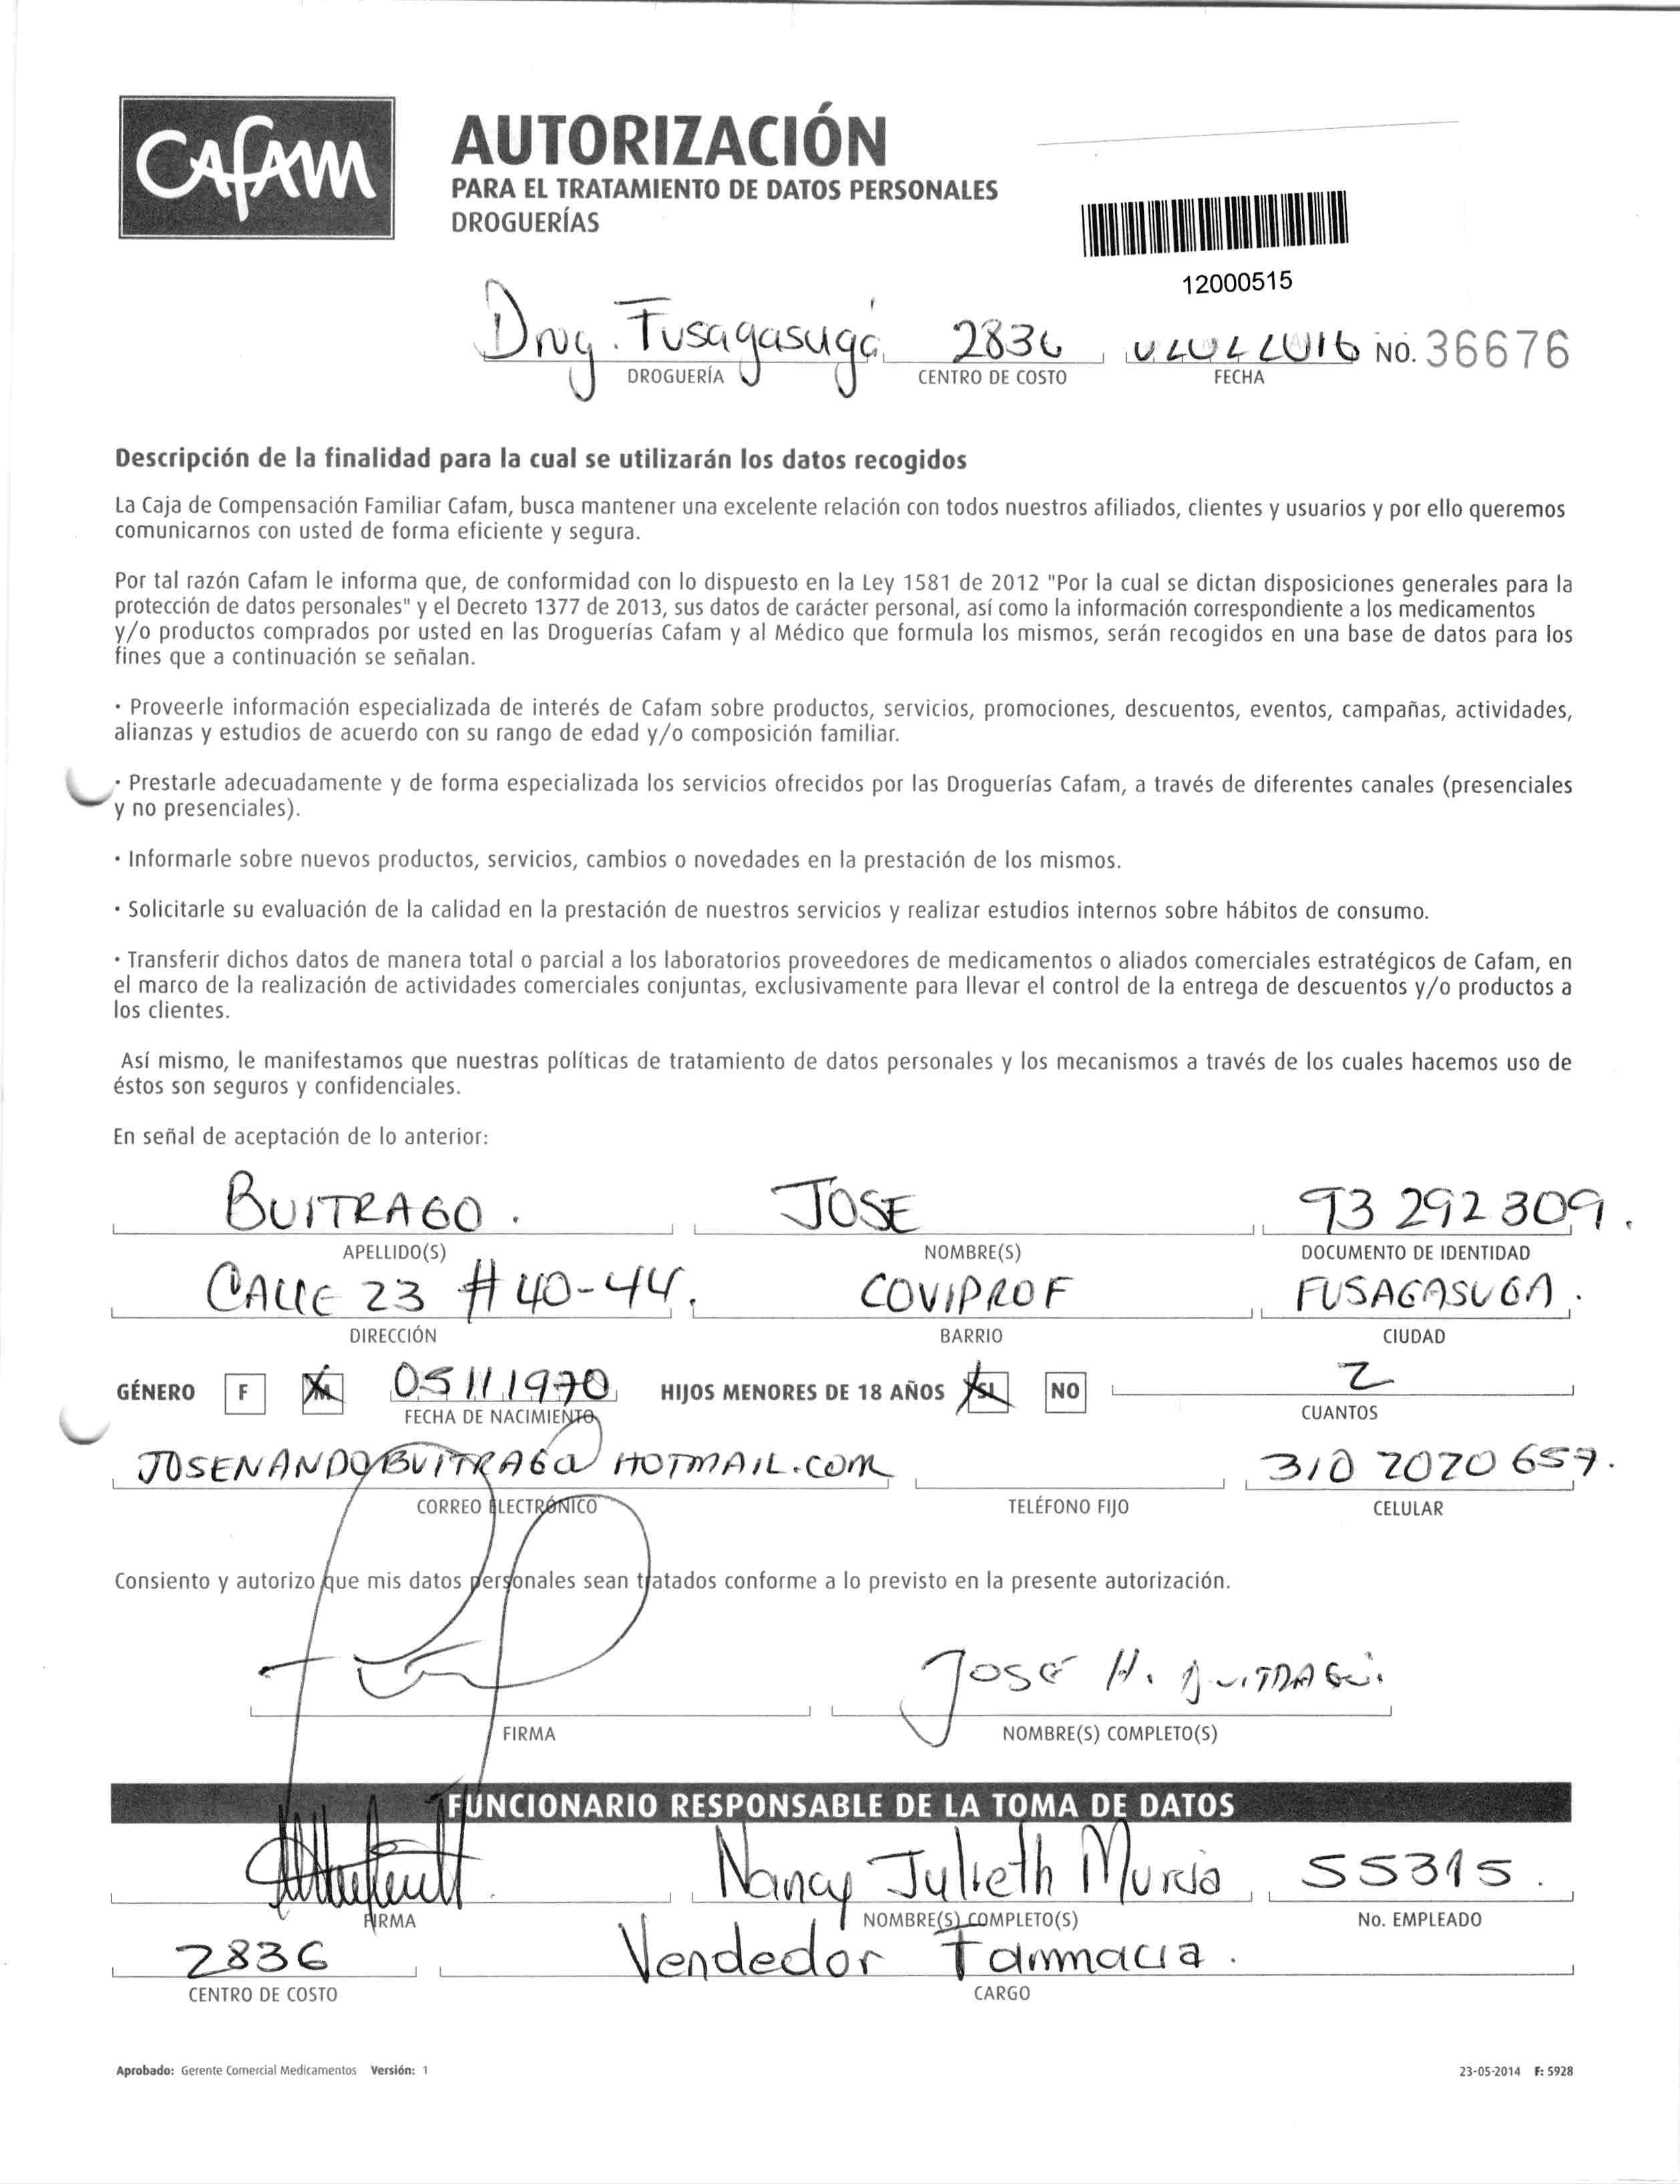 CAFAM
AUTORIZACIÓN
PARA EL TRATAMIENTO DE DATOS PERSONALES
DROGUERÍAS
12000515
Drog. Fusagasugá 2836 2016 NO. 36676
DROGUERÍA CENTRO DE COSTO FECHA
Descripción de la finalidad para la cual se utilizarán los datos recogidos
La Caja de Compensación Familiar Cafam, busca mantener una excelente relación con todos nuestros afiliados, clientes y usuarios y por ello queremos
comunicarnos con usted de forma eficiente y segura.
Por tal razón Cafam le informa que, de conformidad con lo dispuesto en la Ley 1581 de 2012 "Por la cual se dictan disposiciones generales para la
protección de datos personales" y el Decreto 1377 de 2013, sus datos de carácter personal, así como la información correspondiente a los medicamentos
y/o productos comprados por usted en las Droguerías Cafam y al Médico que formula los mismos, serán recogidos en una base de datos para los
fines que a continuación se señalan.
· Proveerle información especializada de interés de Cafam sobre productos, servicios, promociones, descuentos, eventos, campañas, actividades,
alianzas y estudios de acuerdo con su rango de edad y/o composición familiar.
· Prestarle adecuadamente y de forma especializada los servicios ofrecidos por las Droguerías Cafam, a través de diferentes canales (presenciales
y no presenciales).
· Informarle sobre nuevos productos, servicios, cambios o novedades en la prestación de los mismos.
· Solicitarle su evaluación de la calidad en la prestación de nuestros servicios y realizar estudios internos sobre hábitos de consumo.
· Transferir dichos datos de manera total o parcial a los laboratorios proveedores de medicamentos o aliados comerciales estratégicos de Cafam, en
el marco de la realización de actividades comerciales conjuntas, exclusivamente para llevar el control de la entrega de descuentos y/o productos a
los clientes.
Así mismo, le manifestamos que nuestras políticas de tratamiento de datos personales y los mecanismos a través de los cuales hacemos uso de
éstos son seguros y confidenciales.
En señal de aceptación de lo anterior:
BUITRAGO. JOSE 93 292 309.
APELLIDO(S) NOMBRE(S) DOCUMENTO DE IDENTIDAD
CALLE 23 # 40-44. COVIPROF FUSAGASUGA.
DIRECCIÓN BARRIO CIUDAD
GÉNERO F M 05 11 1970 HIJOS MENORES DE 18 AÑOS SI NO 2
FECHA DE NACIMIENTO CUANTOS
JOSENANDOBUITRAGO@HOTMAIL.COM 310 2020 657.
CORREO ELECTRÓNICO TELÉFONO FIJO CELULAR
Consiento y autorizo que mis datos personales sean tratados conforme a lo previsto en la presente autorización.
JOSE H. BUITRAGO.
FIRMA NOMBRE(S) COMPLETO(S)
FUNCIONARIO RESPONSABLE DE LA TOMA DE DATOS
Nancy Julieth Murcia 55315.
FIRMA NOMBRE(S) COMPLETO(S) No. EMPLEADO
2836 Vendedor Farmacia.
CENTRO DE COSTO CARGO
Aprobado: Gerente Comercial Medicamentos Versión: 1 23-05-2014 F: 5928